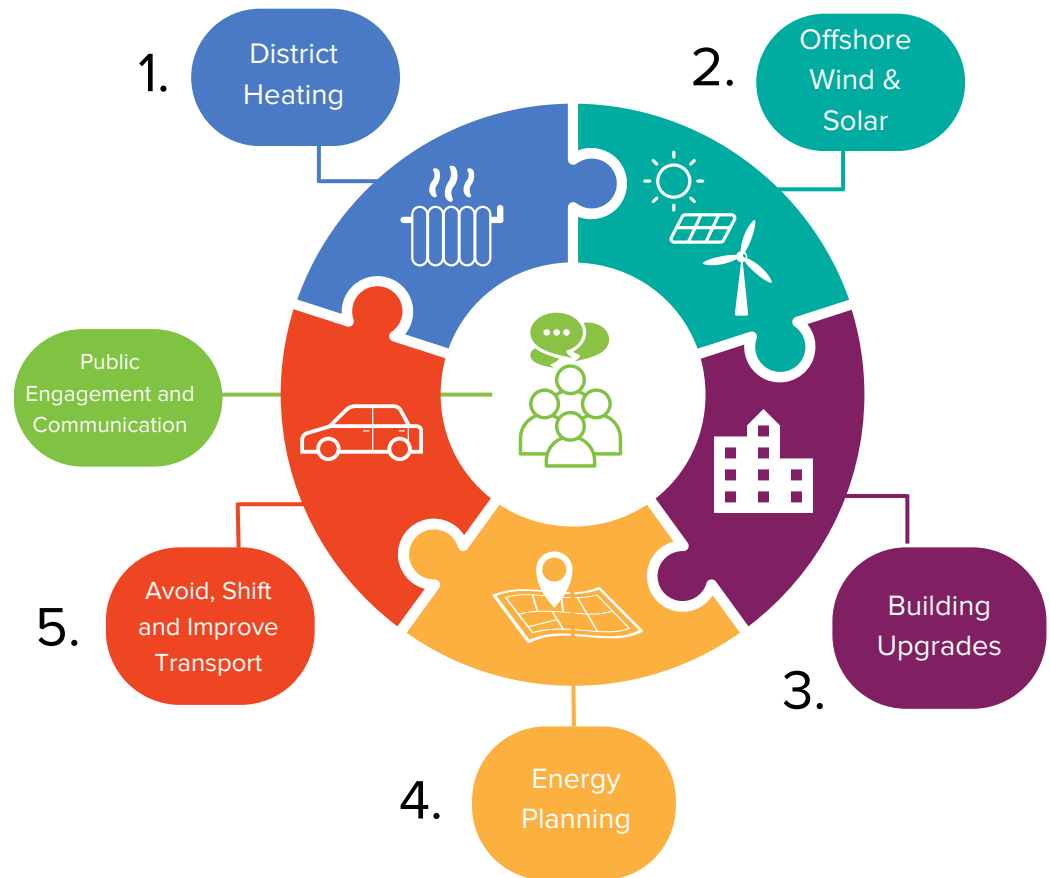 1.
District
Heating
2.
Offshore
Wind &
Solar
Public
Engagement and
Communication
5.
Avoid, Shift
and Improve
Transport
Building
Upgrades
3.
4.
Energy
Planning